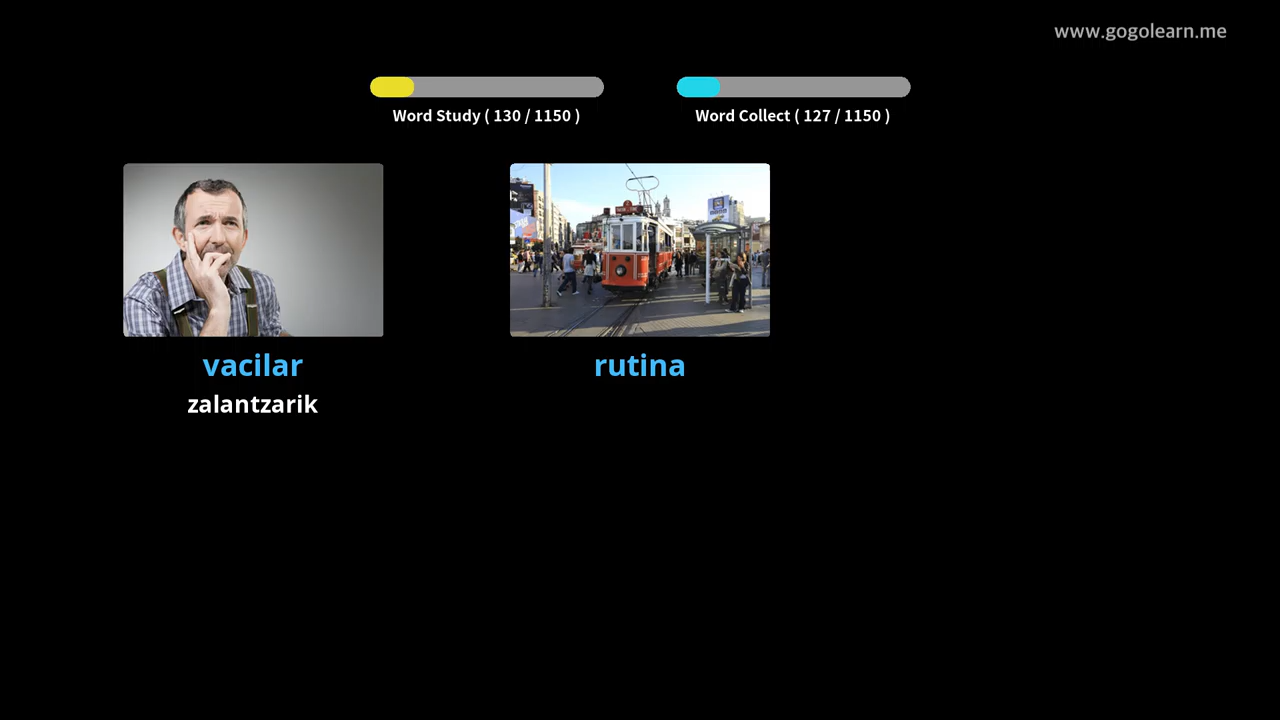 www.gogolearn.me
Word Study ( 130 / 1150 )
Word Collect ( 127 / 1150 )
vacilar
rutina
zalantzarik